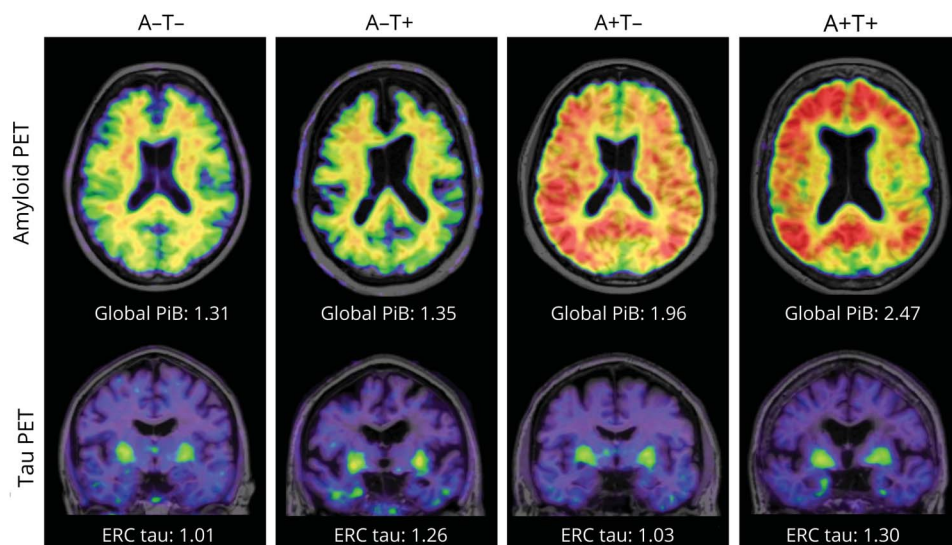 A–T–
A–T+
A+T–
A+T+
Amyloid PET
Global PiB: 1.31
Global PiB: 1.35
Global PiB: 1.96
Global PiB: 2.47
Tau PET
ERC tau: 1.01
ERC tau: 1.26
ERC tau: 1.03
ERC tau: 1.30